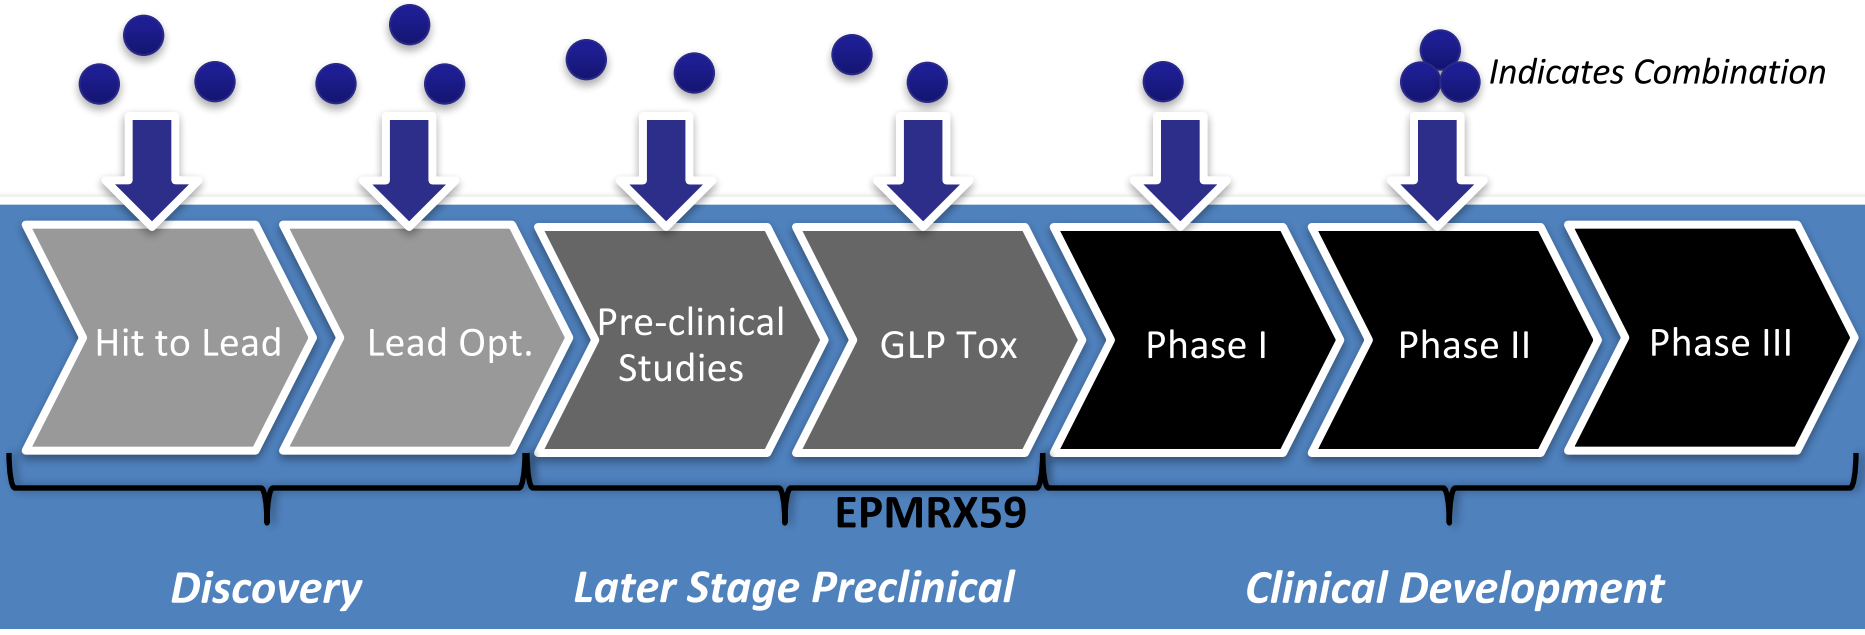 Indicates Combination
Hit to Lead
Lead Opt.
Pre-clinical
Studies
GLP Tox
Phase I
Phase II
Phase III
EPMRX59
Discovery
Later Stage Preclinical
Clinical Development